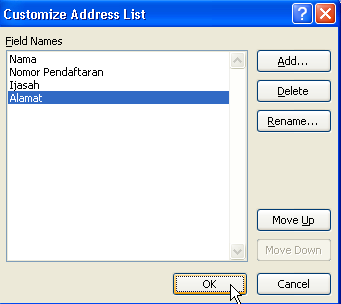 Customize Address List
Field Names
Nama
Nomor Pendaftaran
Ijasah
Alamat
Add...
Delete
Rename...
Move Up
Move Down
OK
Cancel